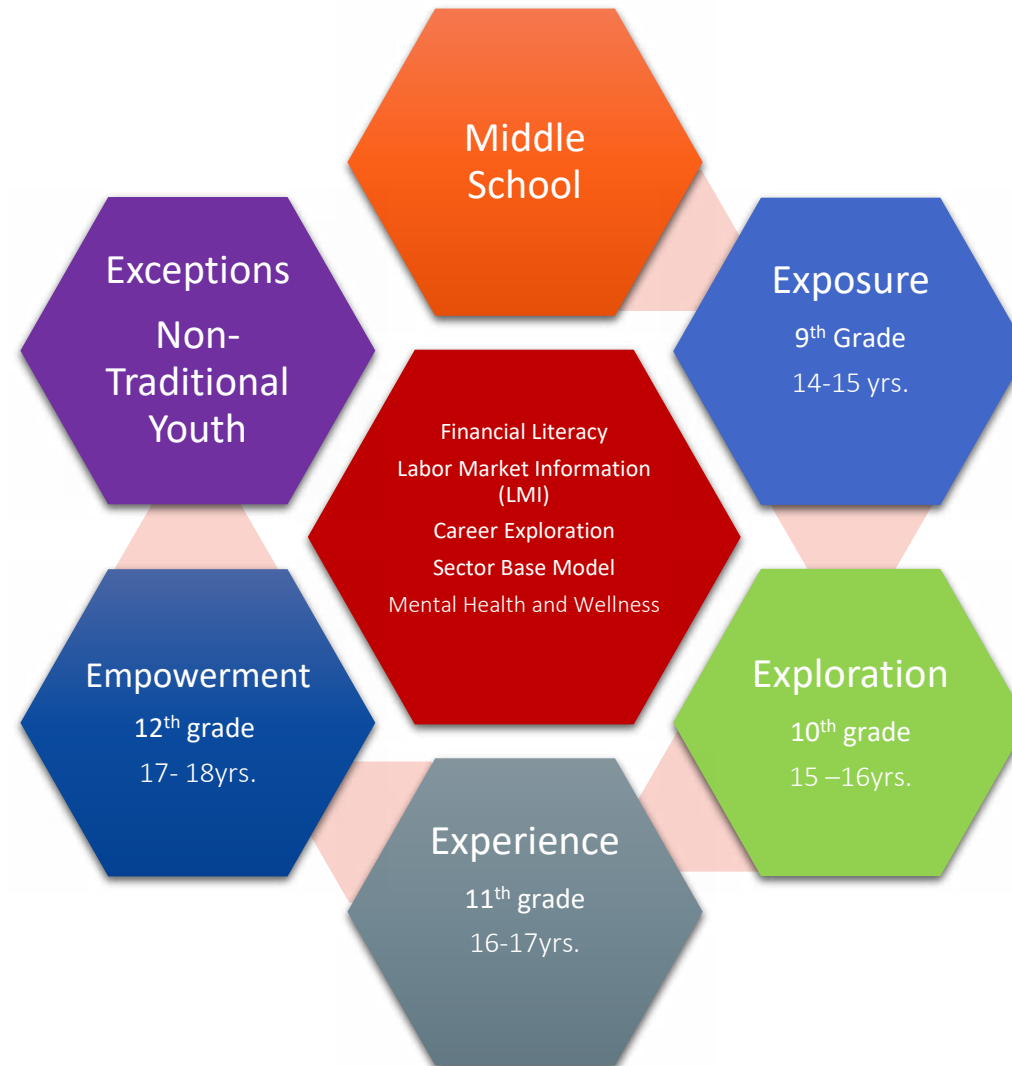 Middle
School
Exposure
9th Grade
14-15 yrs.
Exploration
10th grade
15 –16yrs.
Experience
11th grade
16-17yrs.
Empowerment
12th grade
17- 18yrs.
Exceptions
Non-
Traditional
Youth
Financial Literacy
Labor Market Information
(LMI)
Career Exploration
Sector Base Model
Mental Health and Wellness